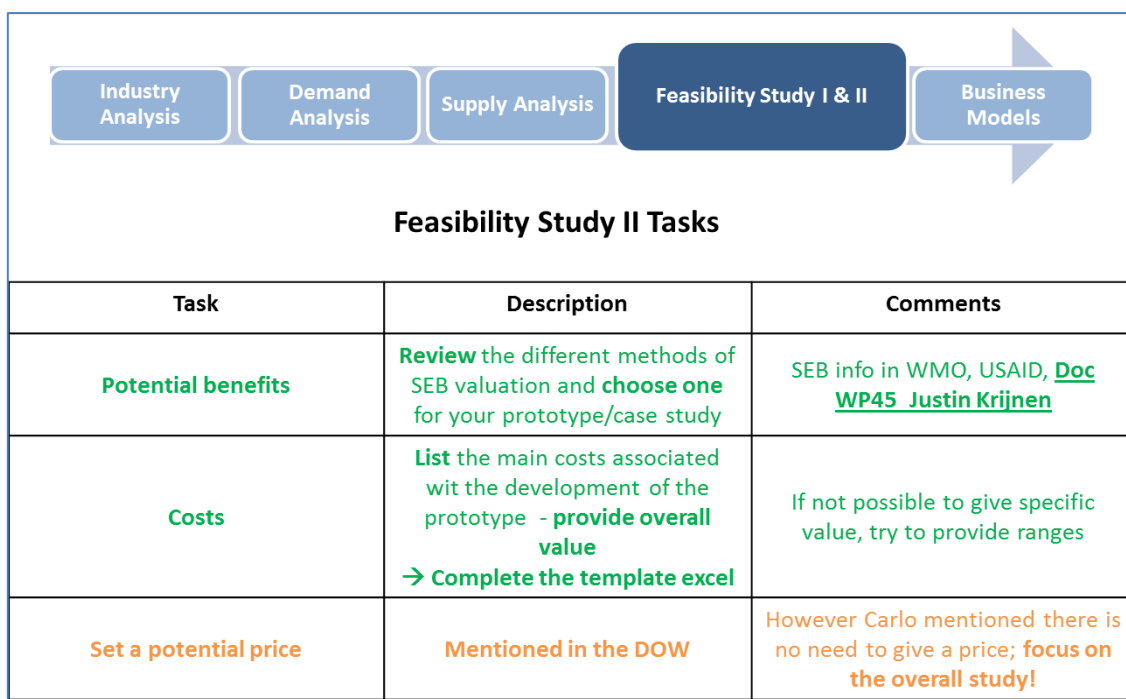 Industry
Analysis
Demand
Analysis
Supply Analysis
Feasibility Study I & II
Business
Models
Feasibility Study II Tasks
Task
Description
Comments
Potential benefits
Review the different methods of
SEB valuation and choose one
for your prototype/case study
SEB info in WMO, USAID, Doc
WP45_Justin Krijnen
Costs
List the main costs associated
wit the development of the
prototype - provide overall
value
→ Complete the template excel
If not possible to give specific
value, try to provide ranges
Set a potential price
Mentioned in the DOW
However Carlo mentioned there is
no need to give a price; focus on
the overall study!